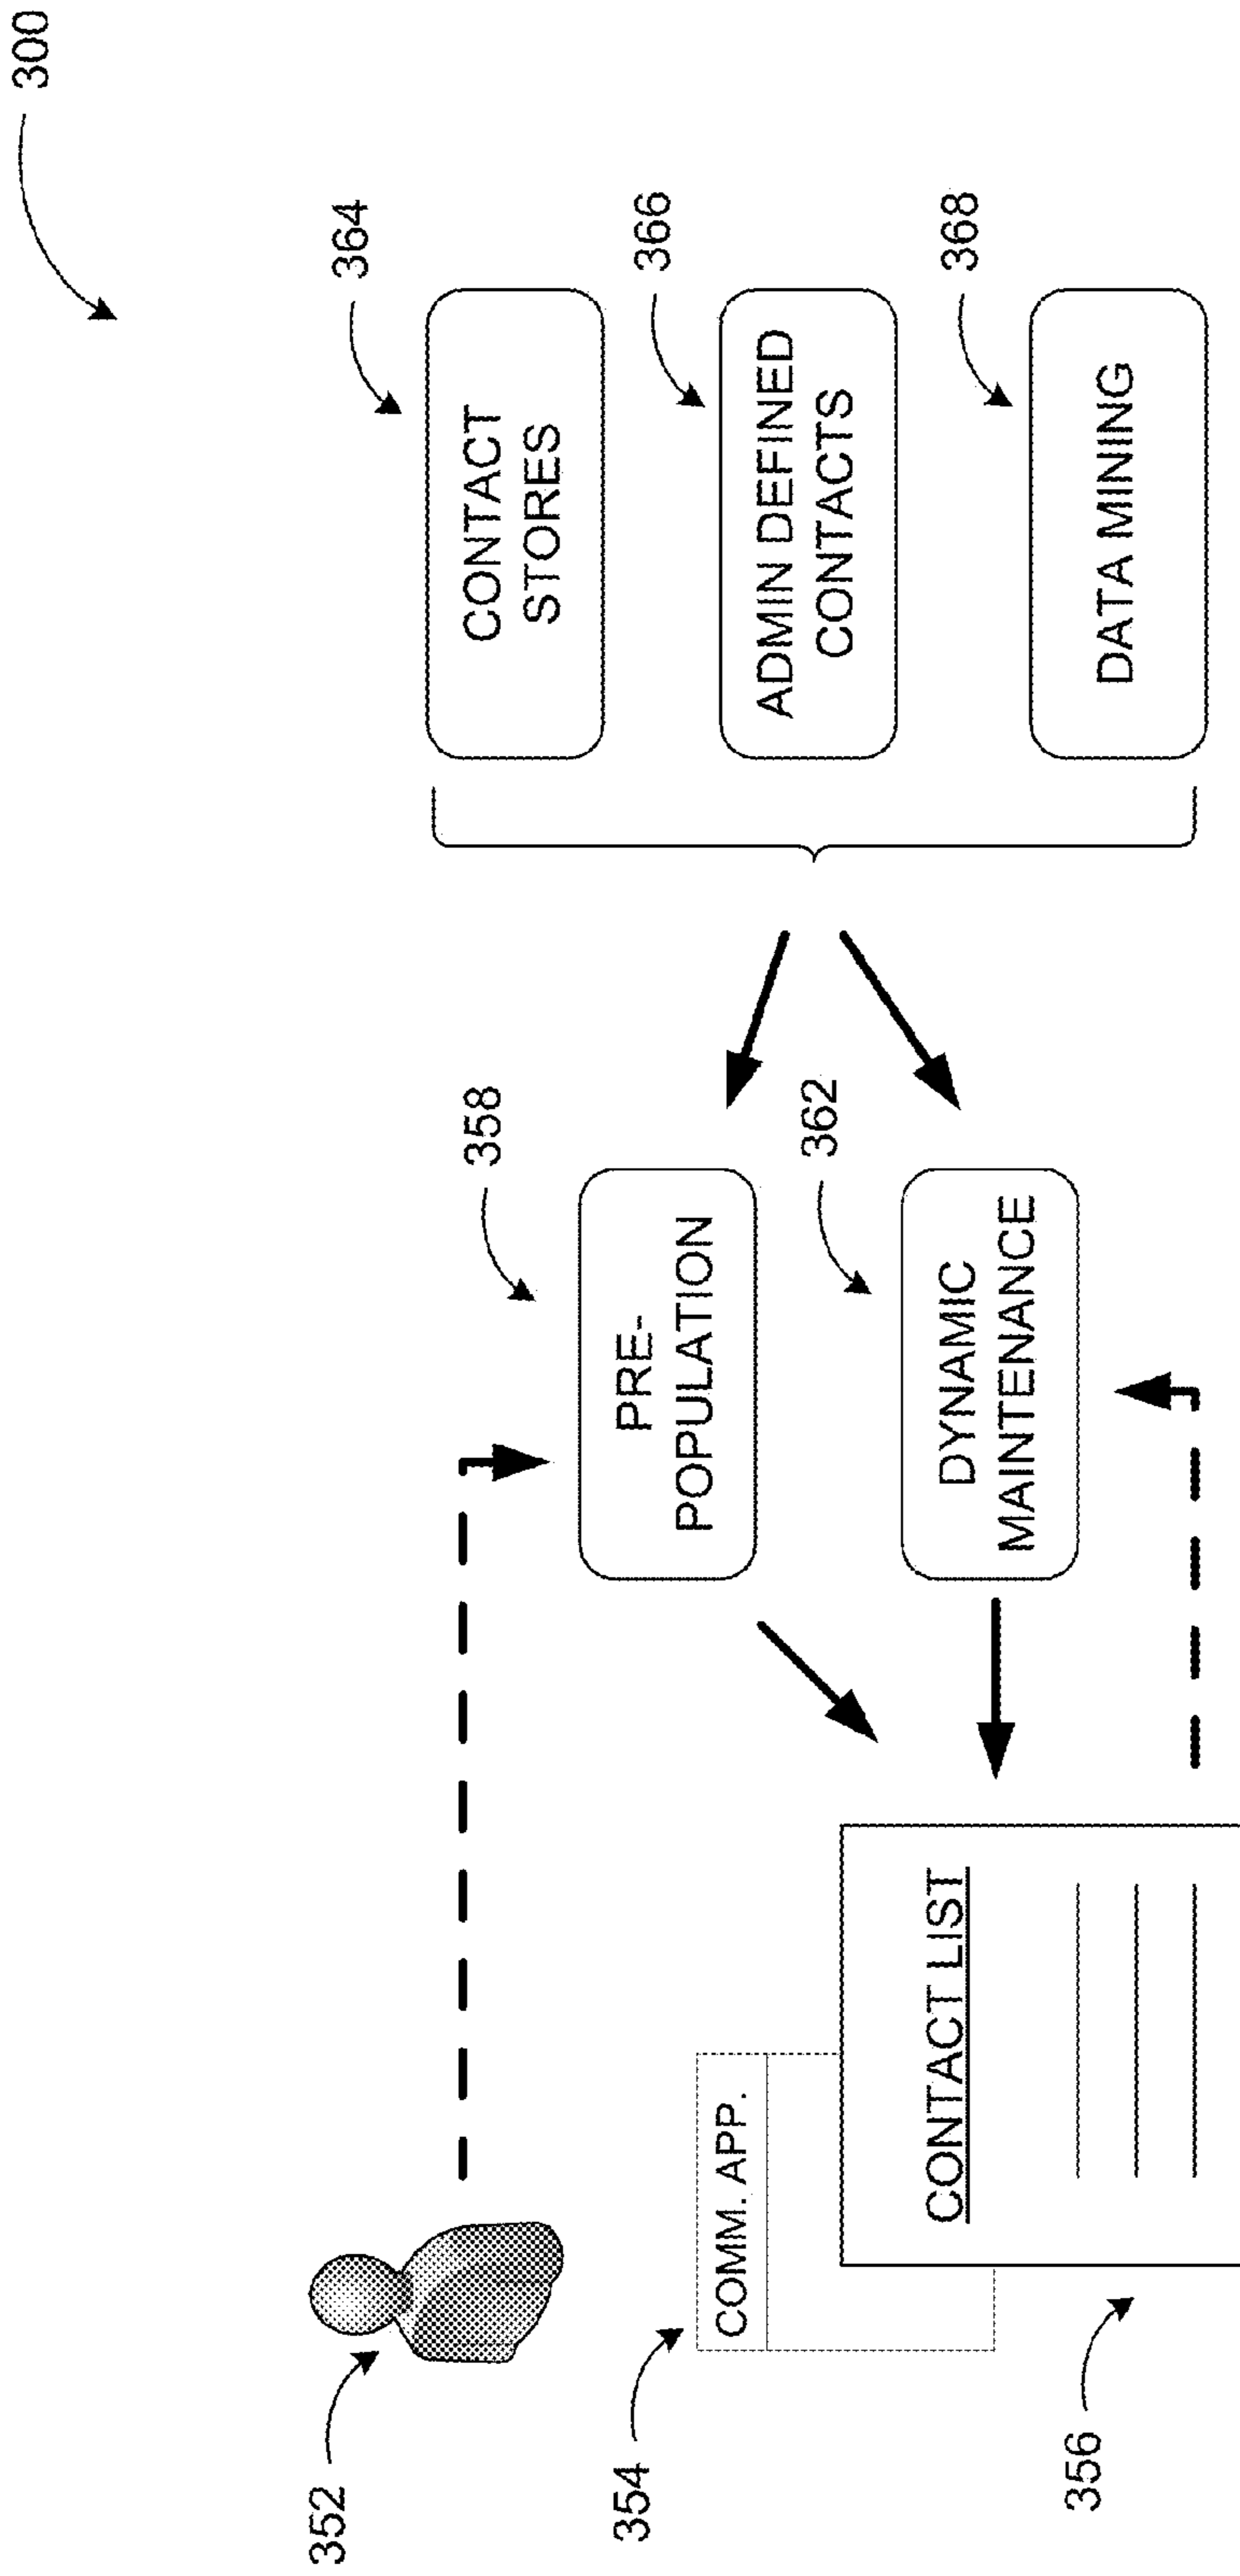 300
352
354
COMM. APP.
356
CONTACT LIST
358
PRE-
POPULATION
362
DYNAMIC
MAINTENANCE
364
CONTACT
STORES
366
ADMIN DEFINED
CONTACTS
368
DATA MINING